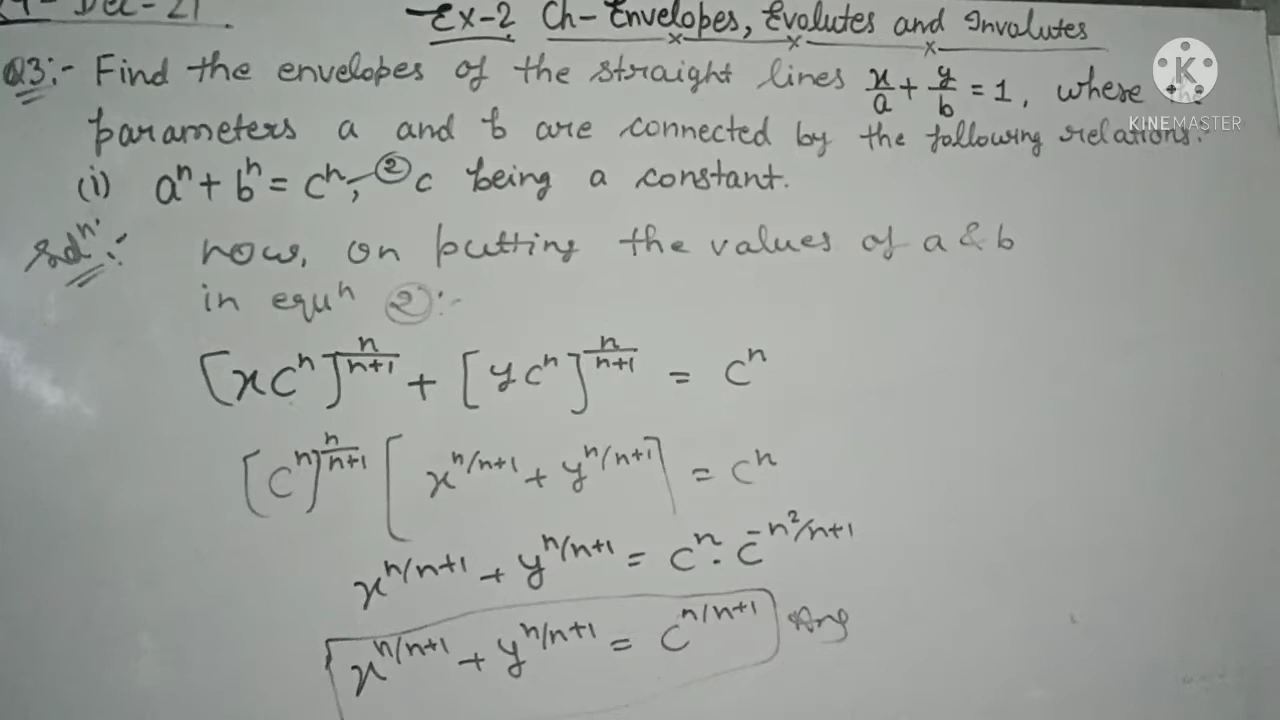 Dec-21
Ex-2 Ch- Envelopes, Evalutes and Involutes
Q3:- Find the envelopes of the straight lines x/a + y/b = 1, where the
parameters a and b are connected by the following relations.
(i) aⁿ + bⁿ = cⁿ, —② c being a constant.
Solⁿ:- now, on putting the values of a & b
in equⁿ ②:-
[xcⁿ]^(n/n+1) + [ycⁿ]^(n/n+1) = cⁿ
[cⁿ]^(n/n+1) [x^(n/n+1) + y^(n/n+1)] = cⁿ
x^(n/n+1) + y^(n/n+1) = cⁿ . c^(-n²/n+1)
x^(n/n+1) + y^(n/n+1) = c^(n/n+1) Ans
K
KINEMASTER